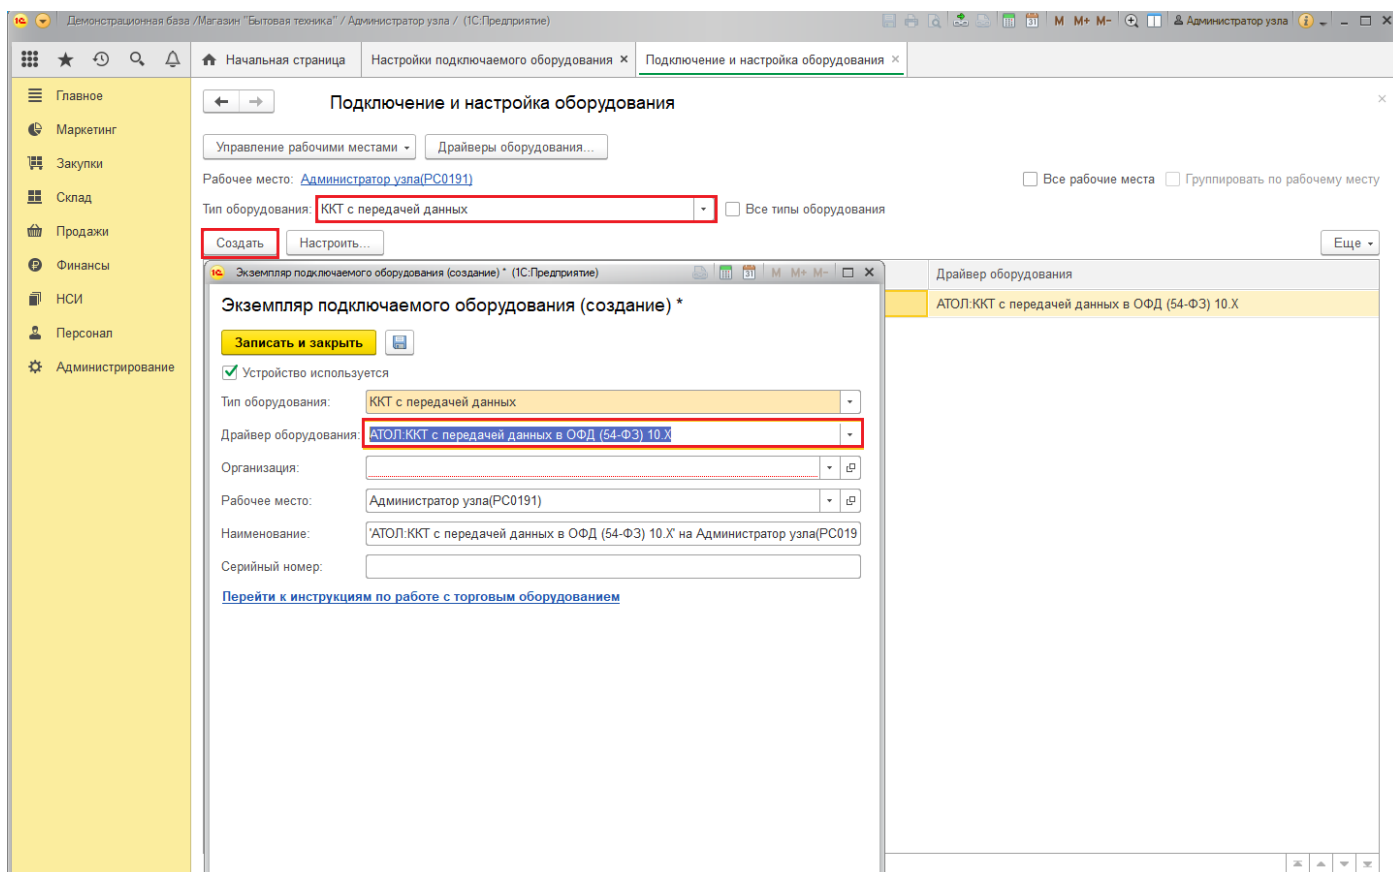 Демонстрационная база /Магазин "Бытовая техника" / Администратор узла / (1С:Предприятие)
M M+ M- Администратор узла
Начальная страница
Настройки подключаемого оборудования ×
Подключение и настройка оборудования ×
Главное
Маркетинг
Закупки
Склад
Продажи
Финансы
НСИ
Персонал
Администрирование
Подключение и настройка оборудования
Управление рабочими местами
Драйверы оборудования...
Рабочее место: Администратор узла(PC0191)
Все рабочие места
Группировать по рабочему месту
Тип оборудования: ККТ с передачей данных
Все типы оборудования
Создать
Настроить...
Еще
Драйвер оборудования
АТОЛ:ККТ с передачей данных в ОФД (54-ФЗ) 10.X
Экземпляр подключаемого оборудования (создание) * (1С:Предприятие)
M M+ M-
Экземпляр подключаемого оборудования (создание) *
Записать и закрыть
Устройство используется
Тип оборудования: ККТ с передачей данных
Драйвер оборудования: АТОЛ:ККТ с передачей данных в ОФД (54-ФЗ) 10.X
Организация:
Рабочее место: Администратор узла(PC0191)
Наименование: 'АТОЛ:ККТ с передачей данных в ОФД (54-ФЗ) 10.X' на Администратор узла(PC019
Серийный номер:
Перейти к инструкциям по работе с торговым оборудованием